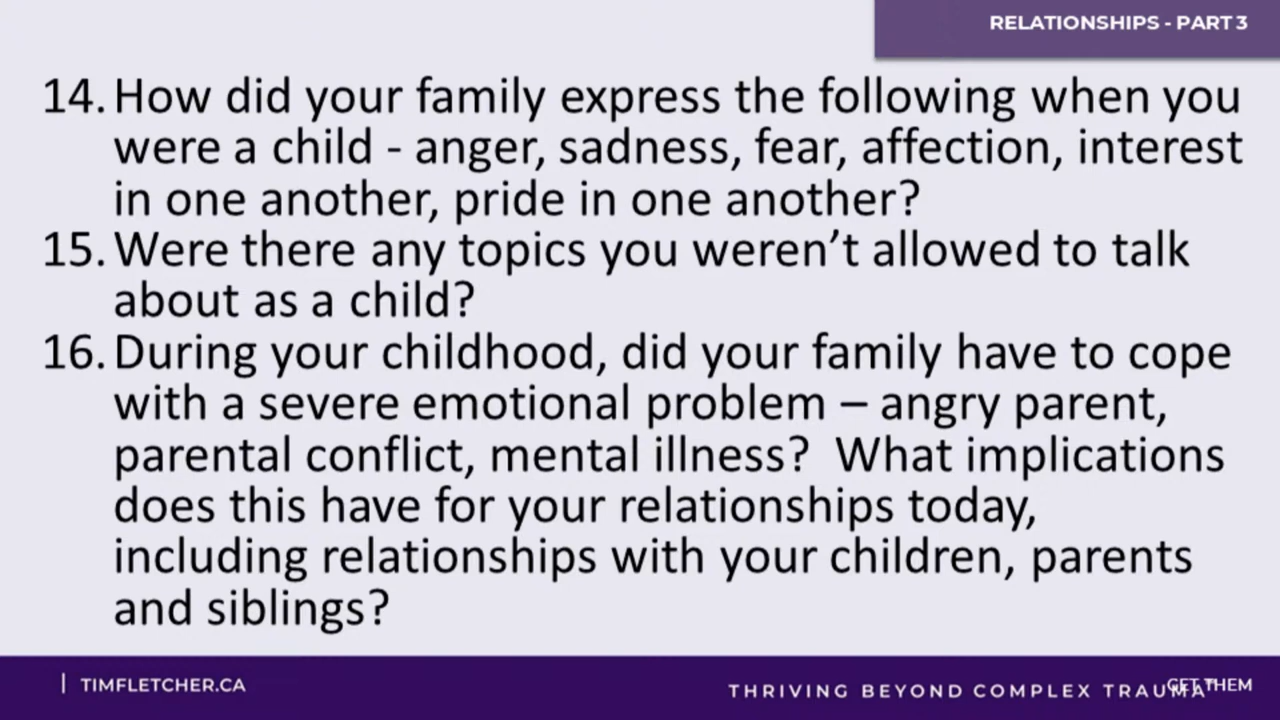 RELATIONSHIPS - PART 3
14. How did your family express the following when you
were a child - anger, sadness, fear, affection, interest
in one another, pride in one another?
15. Were there any topics you weren’t allowed to talk
about as a child?
16. During your childhood, did your family have to cope
with a severe emotional problem – angry parent,
parental conflict, mental illness?  What implications
does this have for your relationships today,
including relationships with your children, parents
and siblings?
| TIMFLETCHER.CA
THRIVING BEYOND COMPLEX TRAUMA
GET THEM